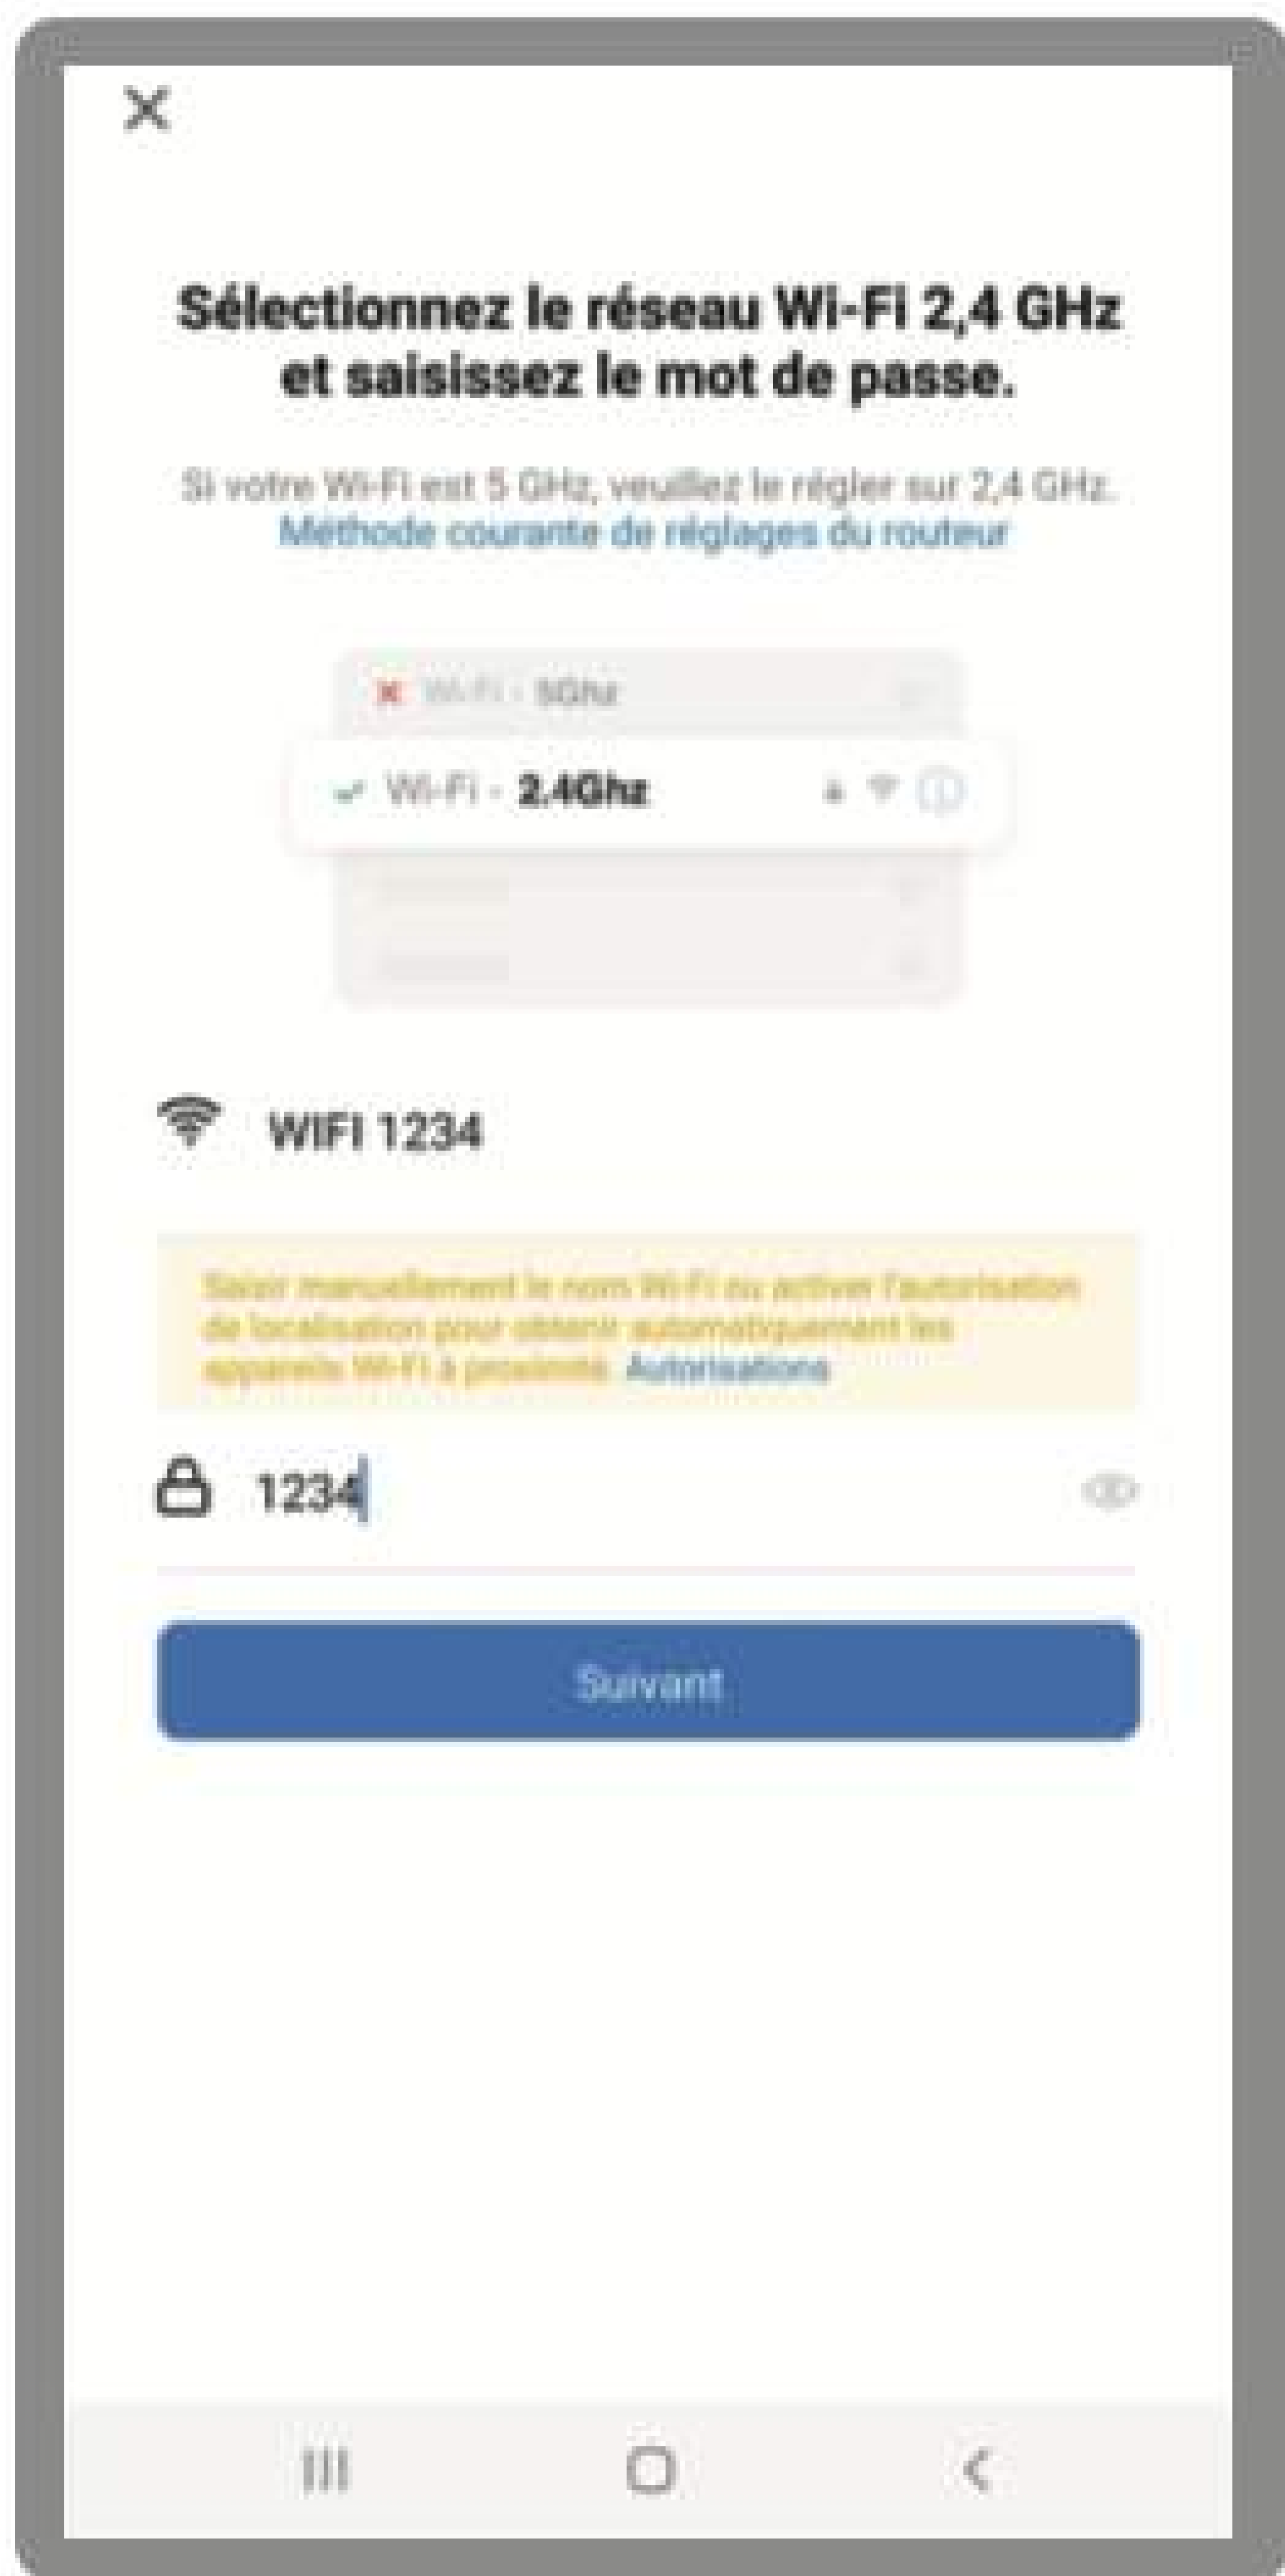 Sélectionnez le réseau Wi-Fi 2,4 GHz
et saisissez le mot de passe.
Si votre Wi-Fi est 5 GHz, veuillez le régler sur 2,4 GHz.
Méthode courante de réglages du routeur
Wi-Fi - 5Ghz
Wi-Fi - 2.4Ghz
WIFI 1234
Saisir manuellement le nom Wi-Fi ou activer l'autorisation
de localisation pour obtenir automatiquement les
appareils Wi-Fi à proximité. Autorisations
1234
Suivant